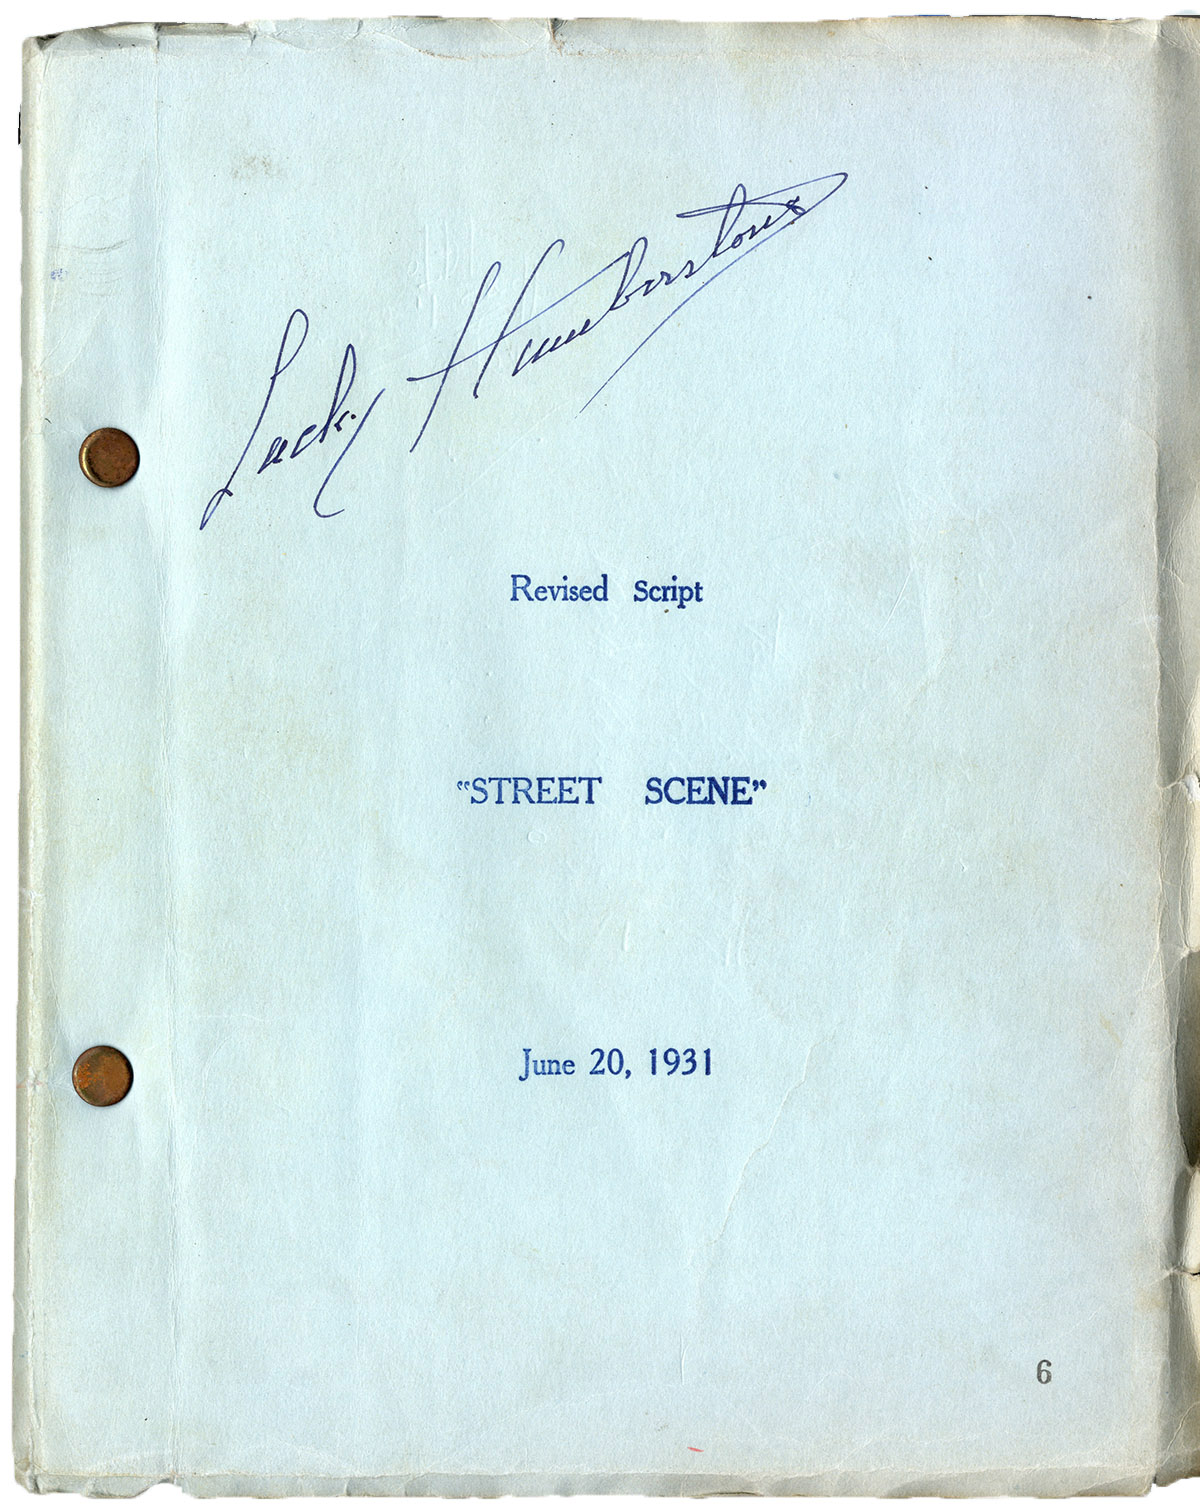 Lucky Humberstone
Revised Script
“STREET SCENE”
June 20, 1931
6